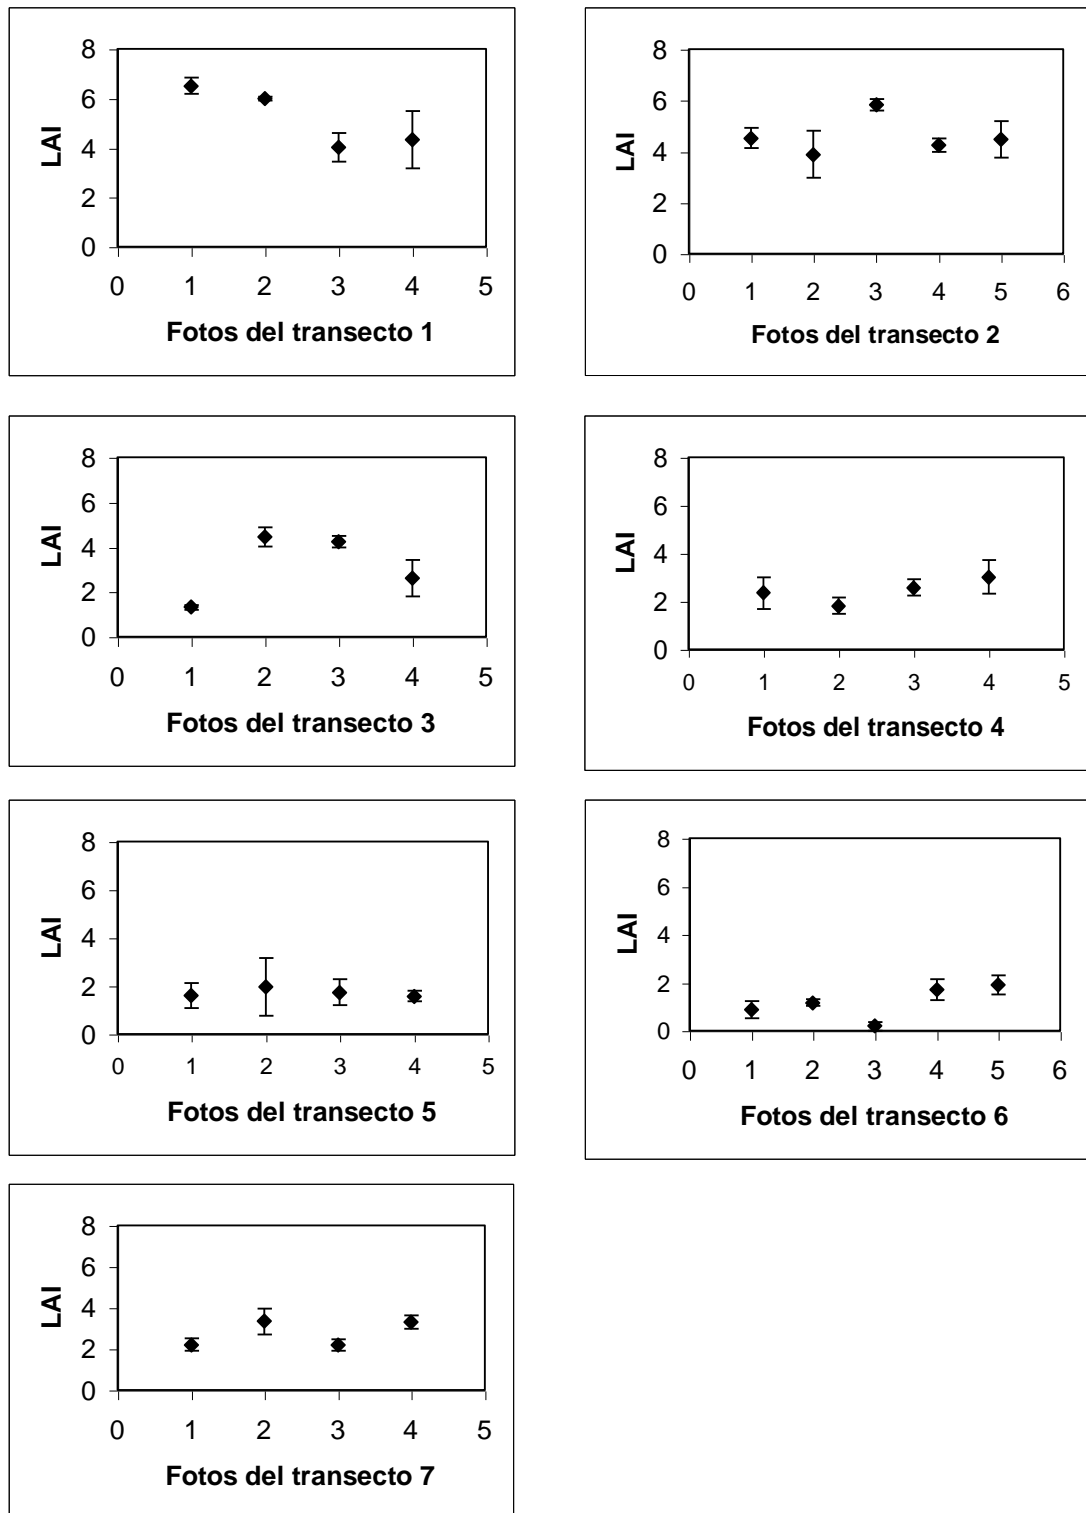 8
6
4
2
0
LAI
0 1 2 3 4 5
Fotos del transecto 1
8
6
4
2
0
LAI
0 1 2 3 4 5 6
Fotos del transecto 2
8
6
4
2
0
LAI
0 1 2 3 4 5
Fotos del transecto 3
8
6
4
2
0
LAI
0 1 2 3 4 5
Fotos del transecto 4
8
6
4
2
0
LAI
0 1 2 3 4 5
Fotos del transecto 5
8
6
4
2
0
LAI
0 1 2 3 4 5 6
Fotos del transecto 6
8
6
4
2
0
LAI
0 1 2 3 4 5
Fotos del transecto 7